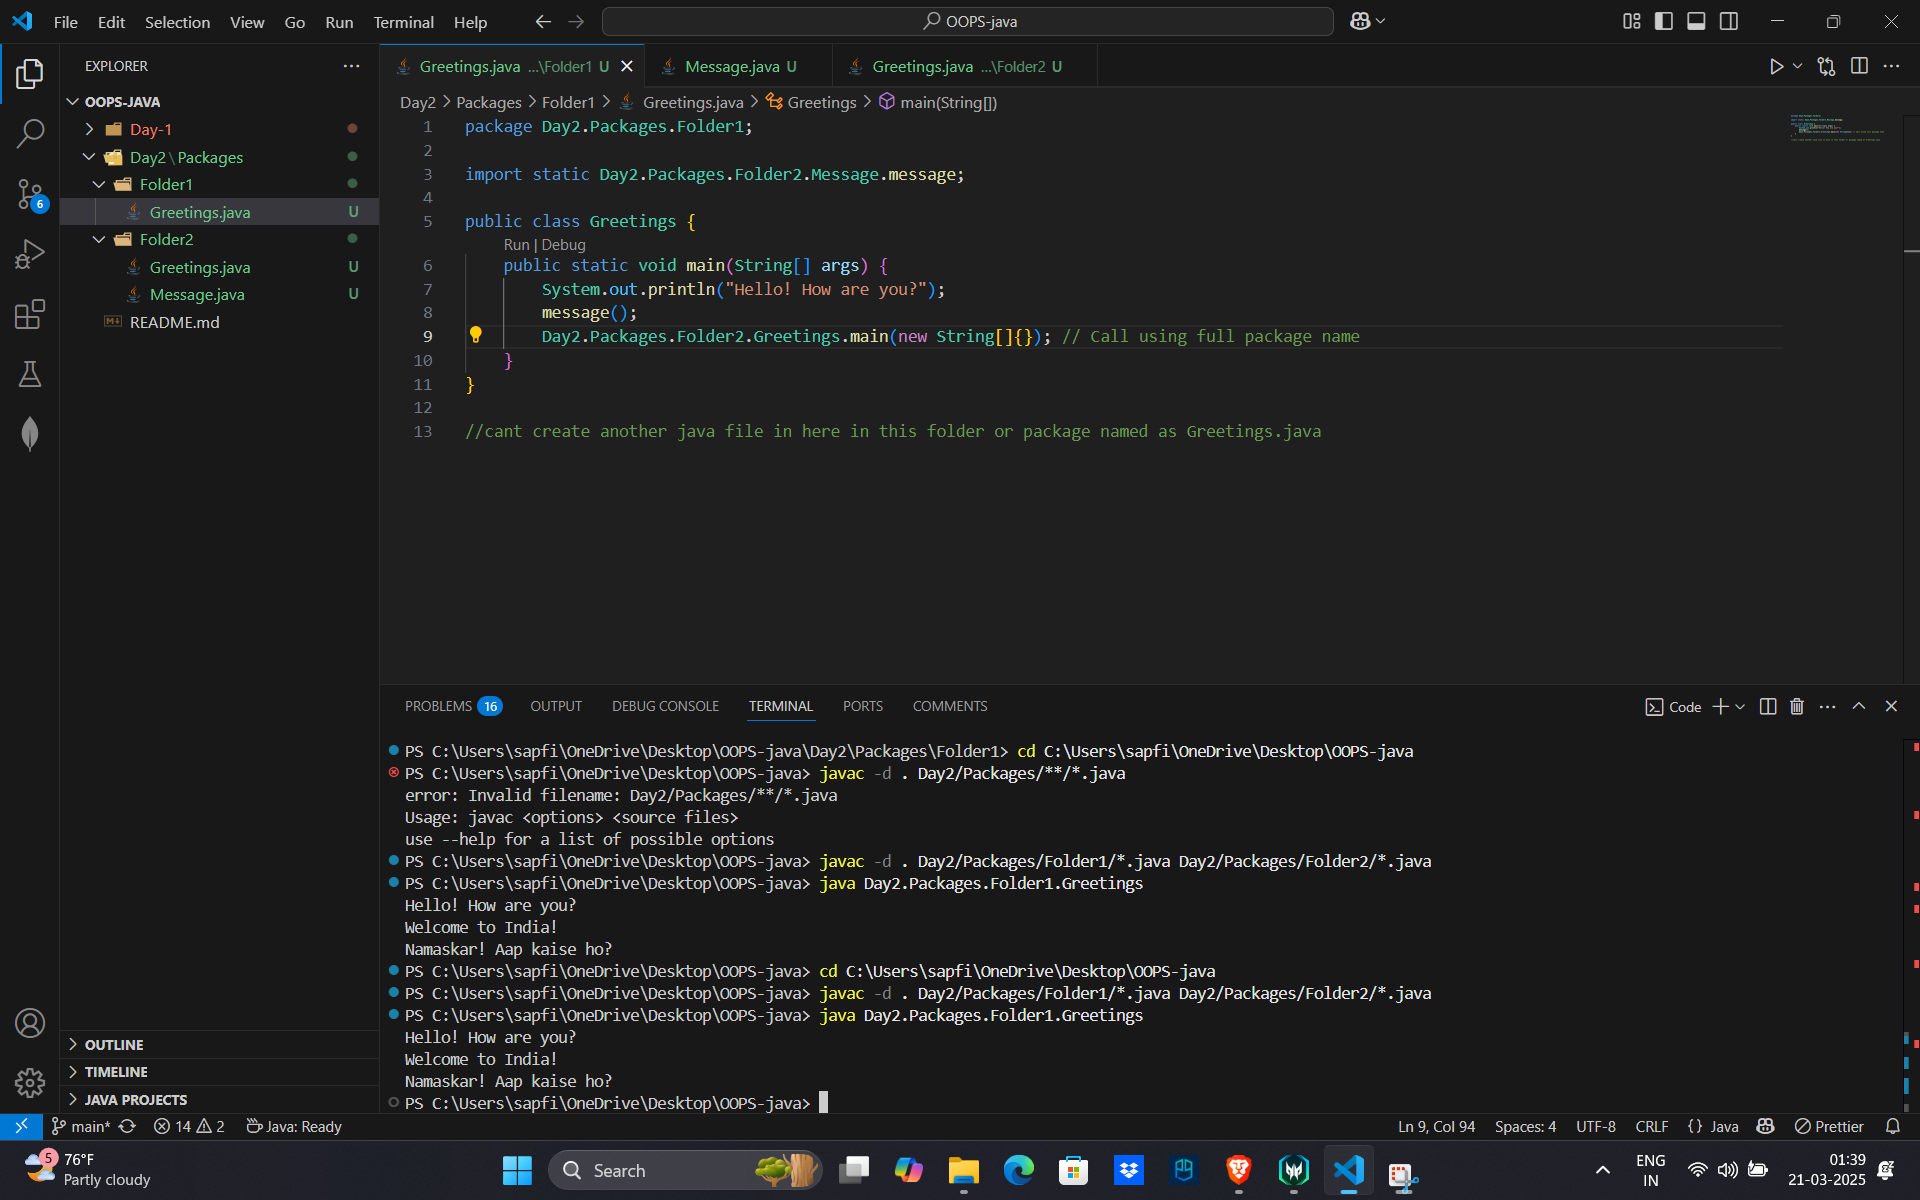 File Edit Selection View Go Run Terminal Help
OOPS-java
EXPLORER
OOPS-JAVA
Day-1
Day2\Packages
Folder1
Greetings.java U
Folder2
Greetings.java U
Message.java U
README.md
OUTLINE
TIMELINE
JAVA PROJECTS
6
Greetings.java ...\Folder1 U
Message.java U
Greetings.java ...\Folder2 U
Day2 > Packages > Folder1 > Greetings.java > Greetings > main(String[])
1 package Day2.Packages.Folder1;
2
3 import static Day2.Packages.Folder2.Message.message;
4
5 public class Greetings {
Run | Debug
6 public static void main(String[] args) {
7 System.out.println("Hello! How are you?");
8 message();
9 Day2.Packages.Folder2.Greetings.main(new String[]{}); // Call using full package name
10 }
11 }
12
13 //cant create another java file in here in this folder or package named as Greetings.java
PROBLEMS 16 OUTPUT DEBUG CONSOLE TERMINAL PORTS COMMENTS
Code
PS C:\Users\sapfi\OneDrive\Desktop\OOPS-java\Day2\Packages\Folder1> cd C:\Users\sapfi\OneDrive\Desktop\OOPS-java
PS C:\Users\sapfi\OneDrive\Desktop\OOPS-java> javac -d . Day2/Packages/**/*.java
error: Invalid filename: Day2/Packages/**/*.java
Usage: javac <options> <source files>
use --help for a list of possible options
PS C:\Users\sapfi\OneDrive\Desktop\OOPS-java> javac -d . Day2/Packages/Folder1/*.java Day2/Packages/Folder2/*.java
PS C:\Users\sapfi\OneDrive\Desktop\OOPS-java> java Day2.Packages.Folder1.Greetings
Hello! How are you?
Welcome to India!
Namaskar! Aap kaise ho?
PS C:\Users\sapfi\OneDrive\Desktop\OOPS-java> cd C:\Users\sapfi\OneDrive\Desktop\OOPS-java
PS C:\Users\sapfi\OneDrive\Desktop\OOPS-java> javac -d . Day2/Packages/Folder1/*.java Day2/Packages/Folder2/*.java
PS C:\Users\sapfi\OneDrive\Desktop\OOPS-java> java Day2.Packages.Folder1.Greetings
Hello! How are you?
Welcome to India!
Namaskar! Aap kaise ho?
PS C:\Users\sapfi\OneDrive\Desktop\OOPS-java>
main* 14 2 Java: Ready
Ln 9, Col 94 Spaces: 4 UTF-8 CRLF {} Java Prettier
5
76°F
Partly cloudy
Search
ENG
IN
01:39
21-03-2025